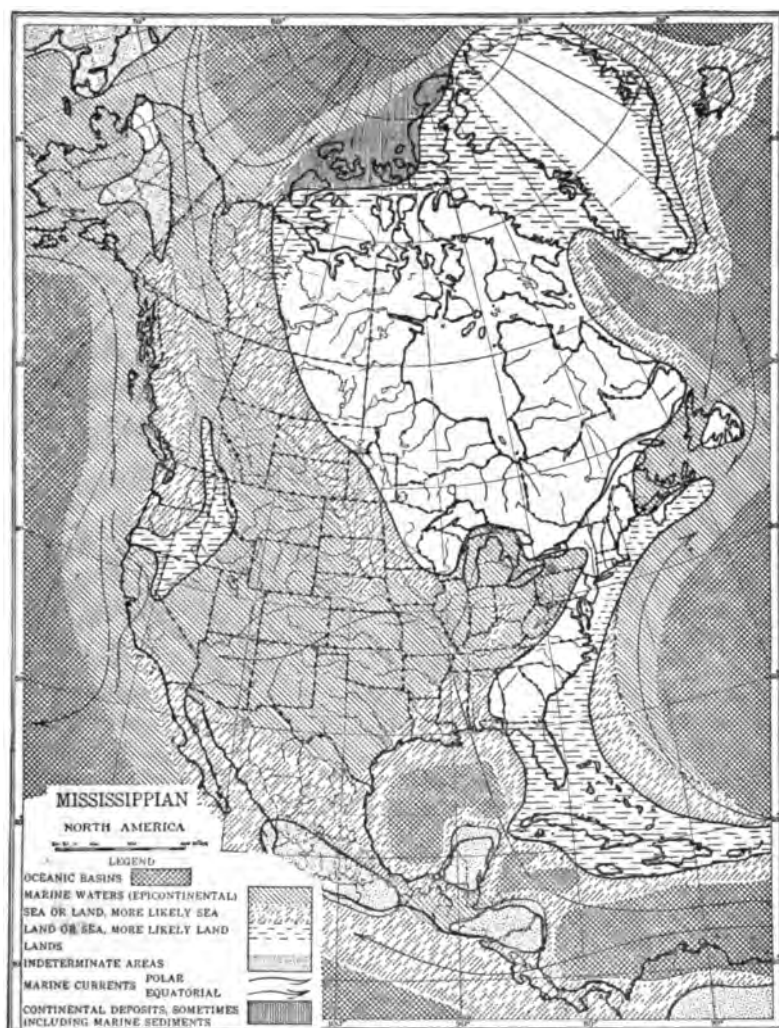 MISSISSIPPIAN
NORTH AMERICA
LEGEND
OCEANIC BASINS
MARINE WATERS (EPICONTINENTAL)
SEA OR LAND, MORE LIKELY SEA
LAND OR SEA, MORE LIKELY LAND
LANDS
INDETERMINATE AREAS
MARINE CURRENTS POLAR
EQUATORIAL
CONTINENTAL DEPOSITS, SOMETIMES
INCLUDING MARINE SEDIMENTS